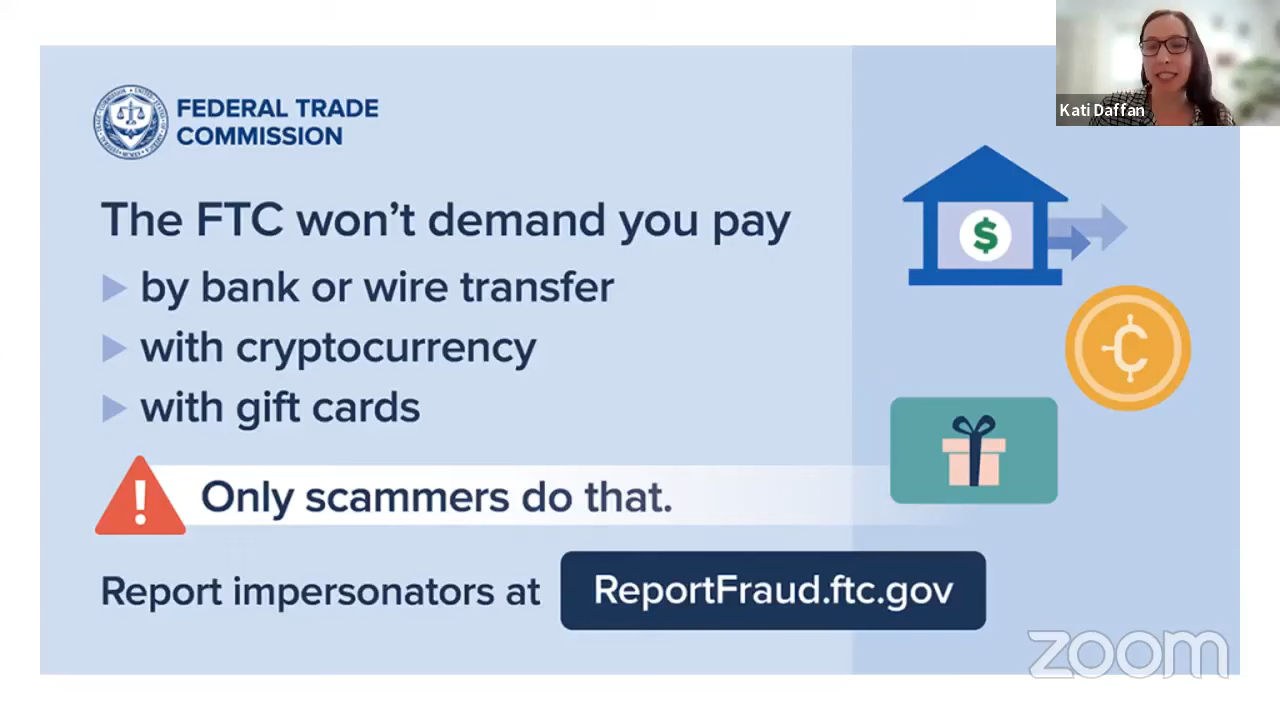 Kati Daffan
FEDERAL TRADE
COMMISSION
The FTC won't demand you pay
by bank or wire transfer
$
with cryptocurrency
with gift cards
!
Only scammers do that.
Report impersonators at
ReportFraud.ftc.gov
zoom